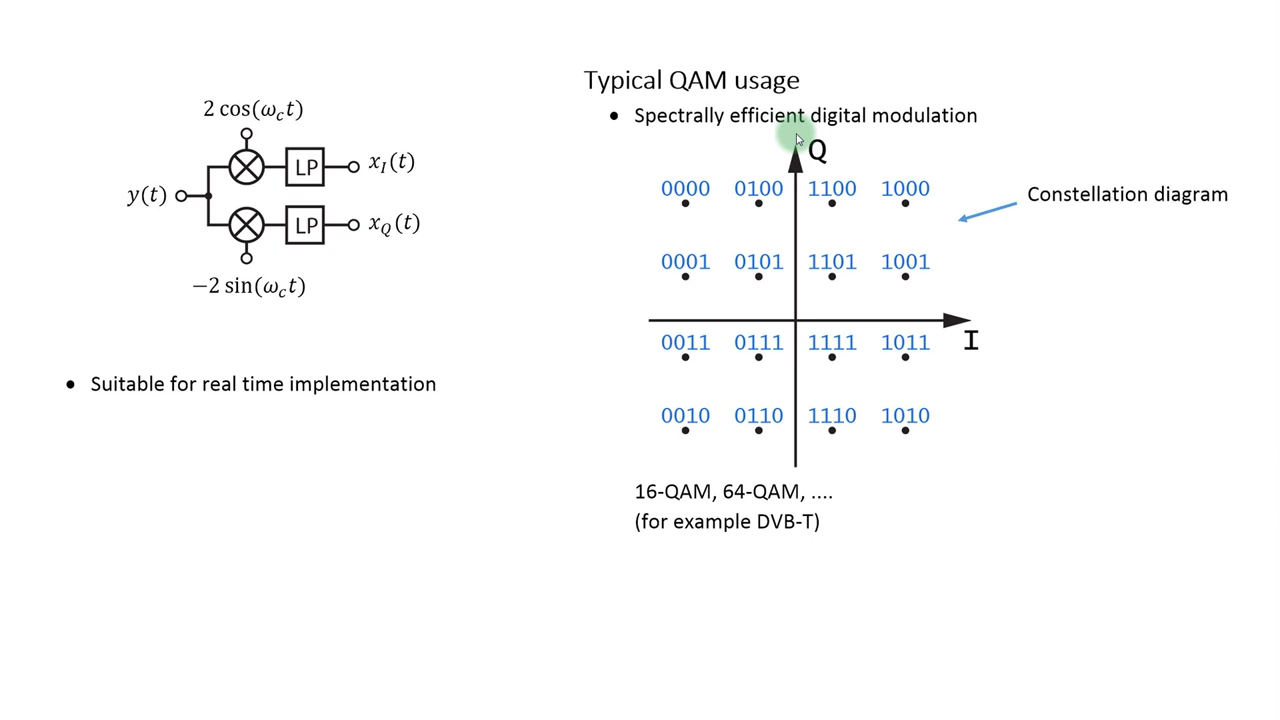 2 cos(ω_c t)
LP
x_I(t)
y(t)
LP
x_Q(t)
−2 sin(ω_c t)
• Suitable for real time implementation
Typical QAM usage
• Spectrally efficient digital modulation
Q
0000 0100 1100 1000
Constellation diagram
0001 0101 1101 1001
I
0011 0111 1111 1011
0010 0110 1110 1010
16-QAM, 64-QAM, ....
(for example DVB-T)